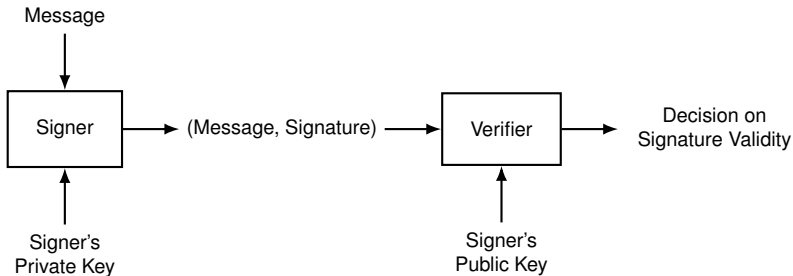 Message
Signer
(Message, Signature)
Verifier
Decision on
Signature Validity
Signer's
Private Key
Signer's
Public Key